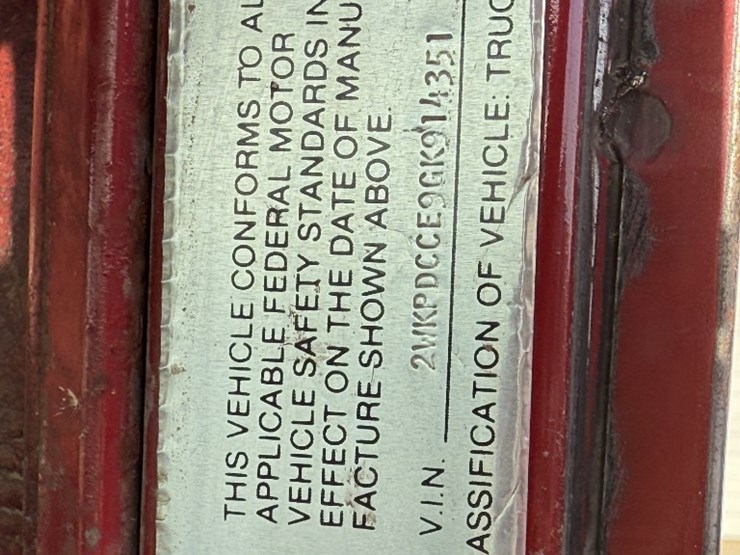 THIS VEHICLE CONFORMS TO AL
APPLICABLE FEDERAL MOTOR
VEHICLE SAFETY STANDARDS IN
EFFECT ON THE DATE OF MANU
FACTURE SHOWN ABOVE.
V.I.N. 2WKPDCCE9GK914351
ASSIFICATION OF VEHICLE: TRUC